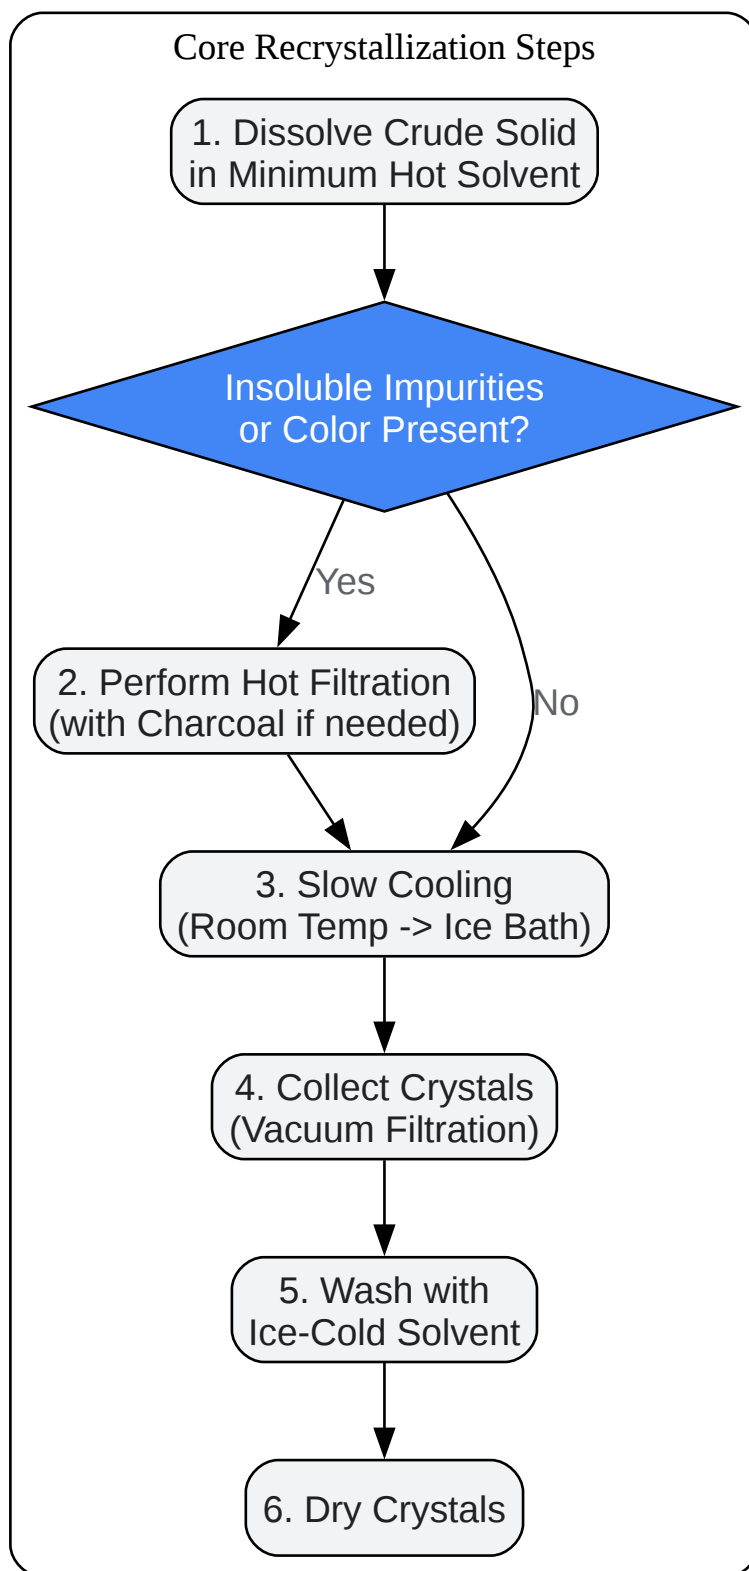 Core Recrystallization Steps
1. Dissolve Crude Solid
in Minimum Hot Solvent
Insoluble Impurities
or Color Present?
Yes
2. Perform Hot Filtration
(with Charcoal if needed)
No
3. Slow Cooling
(Room Temp -> Ice Bath)
4. Collect Crystals
(Vacuum Filtration)
5. Wash with
Ice-Cold Solvent
6. Dry Crystals